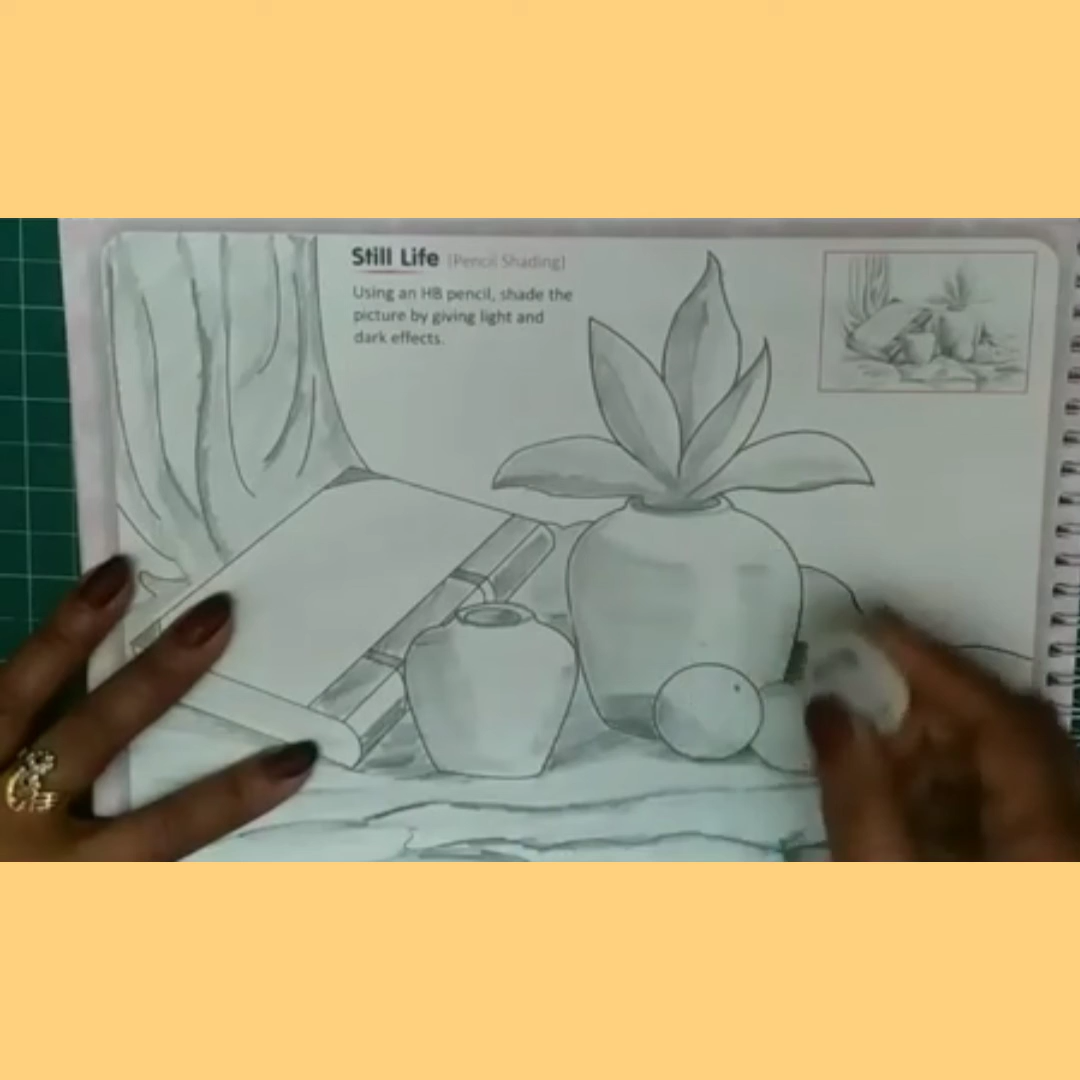 Still Life (Pencil Shading)
Using an HB pencil, shade the
picture by giving light and
dark effects.